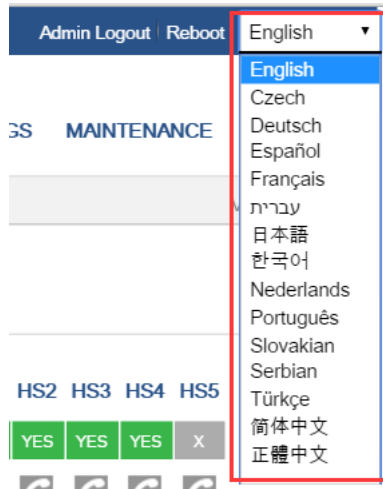 Admin Logout Reboot English
English
Czech
Deutsch
Español
Français
עברית
日本語
한국어
Nederlands
Português
Slovakian
Serbian
Türkçe
简体中文
正體中文
GS MAINTENANCE
HS2 HS3 HS4 HS5
YES YES YES X